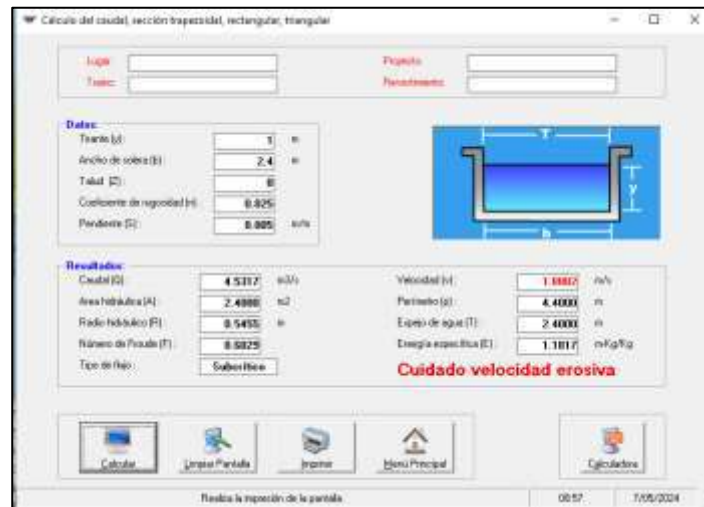 Cálculo del caudal, sección trapezoidal, rectangular, triangular
Lugar:
Proyecto:
Tramo:
Revestimiento:
Datos:
Tirante (y): 1 m
Ancho de solera (b): 2.4 m
Talud (Z): 0
Coeficiente de rugosidad (n): 0.025
Pendiente (S): 0.005 m/m
T
y
b
Resultados:
Caudal (Q): 4.5317 m3/s
Velocidad (v): m/s
Area hidráulica (A): 2.4000 m2
Perímetro (p): 4.4000 m
Radio hidráulico (R): 0.5455 m
Espejo de agua (T): 2.4000 m
Número de Froude (F): 0.6029
Energía específica (E): 1.1817 m-Kg/Kg
Tipo de flujo: Subcrítico
Cuidado velocidad erosiva
Calcular
Limpiar Pantalla
Imprimir
Menú Principal
Calculadora
Realiza la impresión de la pantalla
08:57
7/05/2024